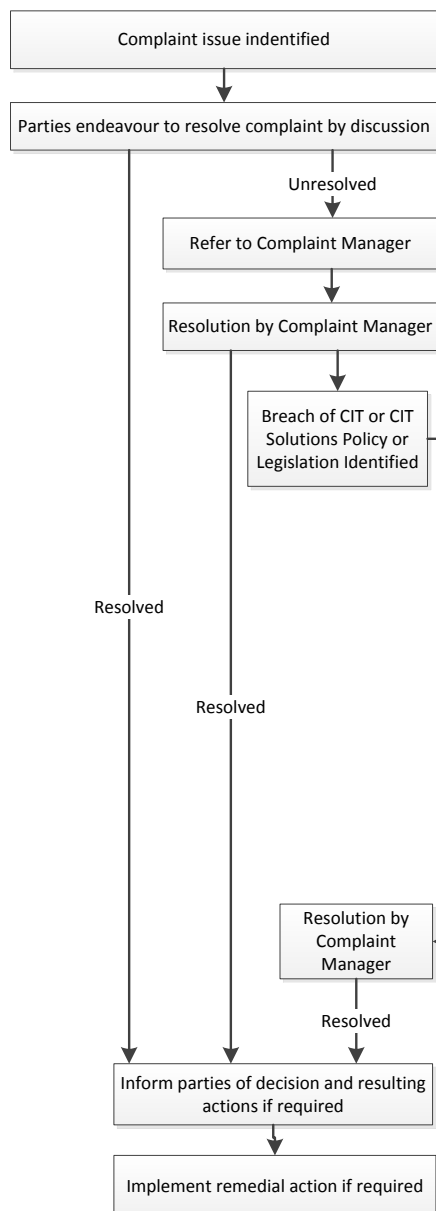 Complaint issue indentified
Parties endeavour to resolve complaint by discussion
Unresolved
Refer to Complaint Manager
Resolution by Complaint Manager
Breach of CIT or CIT
Solutions Policy or
Legislation Identified
Resolved
Resolved
Resolution by
Complaint
Manager
Resolved
Inform parties of decision and resulting
actions if required
Implement remedial action if required